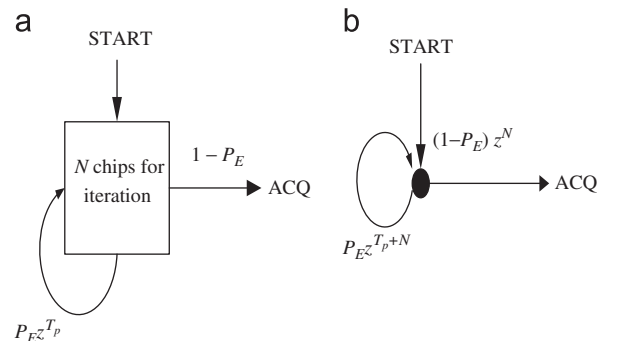 a
START
N chips for
iteration
1 − P_E
ACQ
P_E z^{T_p}
b
START
(1−P_E) z^N
ACQ
P_E z^{T_p+N}